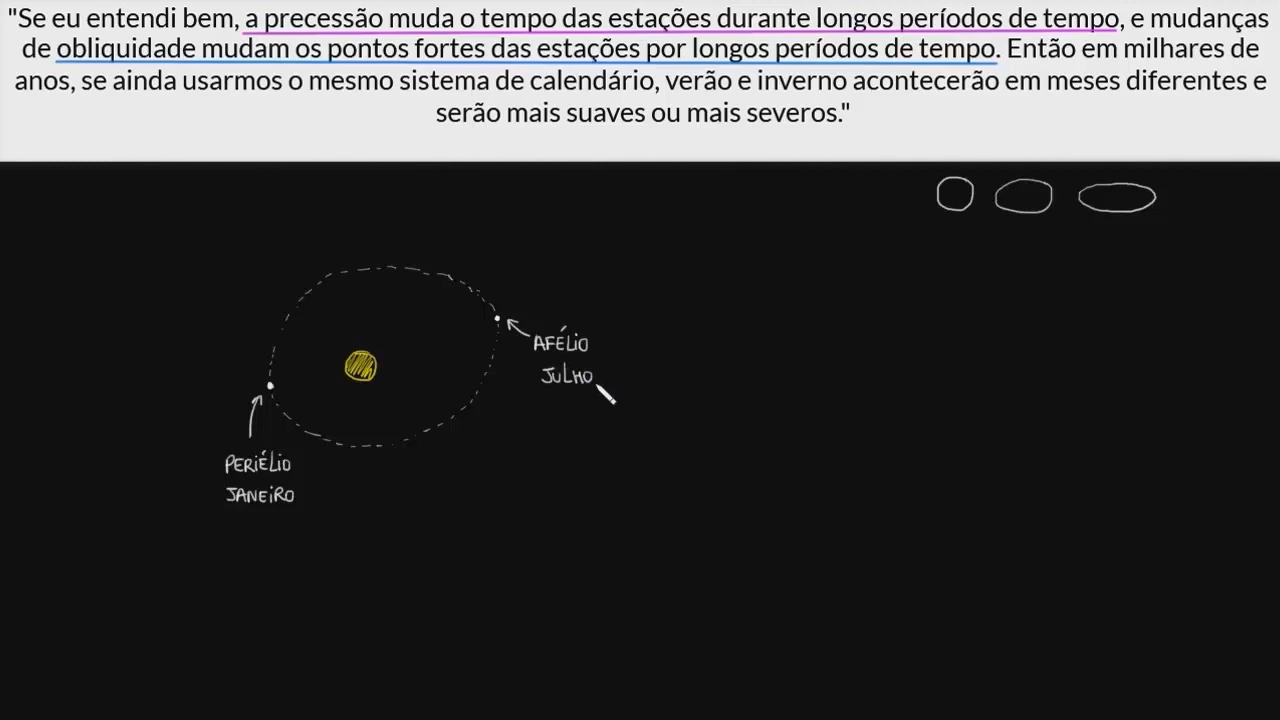 "Se eu entendi bem, a precessão muda o tempo das estações durante longos períodos de tempo, e mudanças
de obliquidade mudam os pontos fortes das estações por longos períodos de tempo. Então em milhares de
anos, se ainda usarmos o mesmo sistema de calendário, verão e inverno acontecerão em meses diferentes e
serão mais suaves ou mais severos."
AFÉLIO
JULHO
PERIÉLIO
JANEIRO